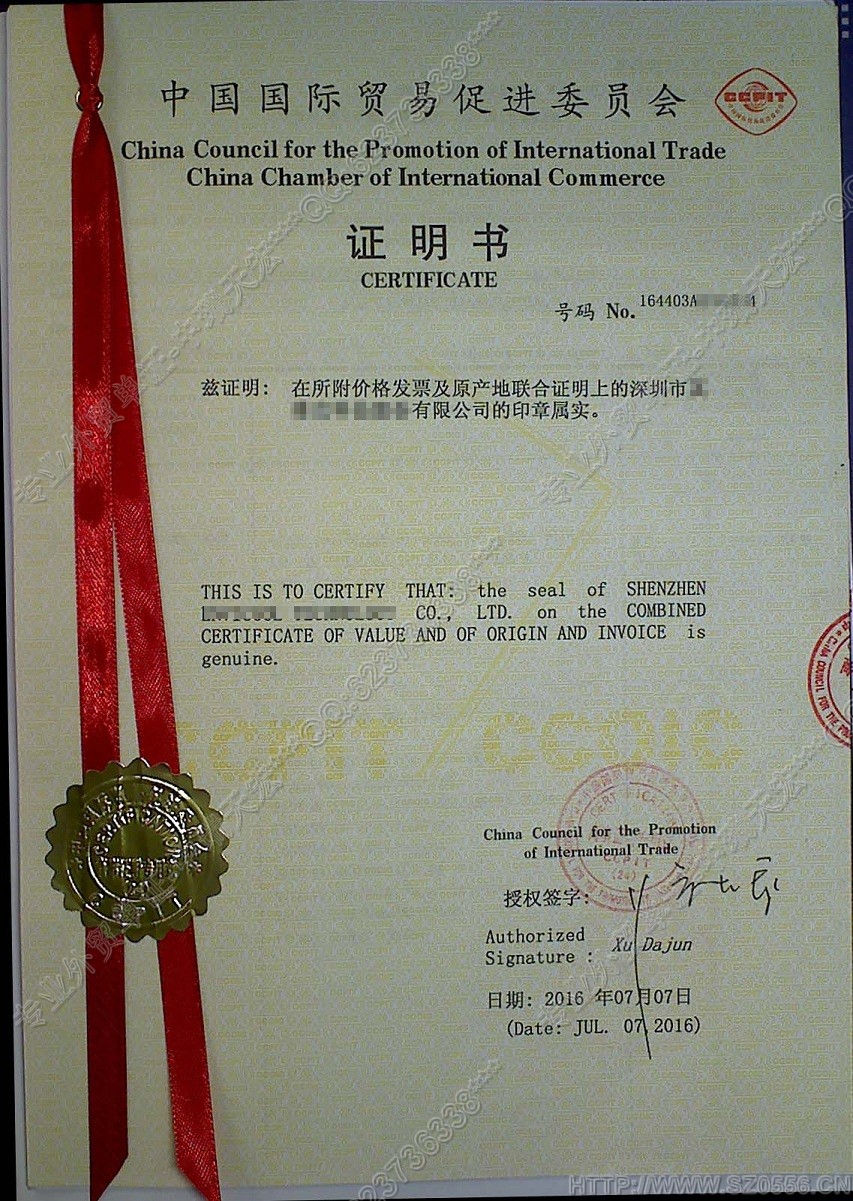 中国国际贸易促进委员会
CCPIT
China Council for the Promotion of International Trade
China Chamber of International Commerce
证明书
CERTIFICATE
号码 No. 164403A
兹证明: 在所附价格发票及原产地联合证明上的深圳市
有限公司的印章属实。
THIS IS TO CERTIFY THAT: the seal of SHENZHEN
CO., LTD. on the COMBINED
CERTIFICATE OF VALUE AND OF ORIGIN AND INVOICE is
genuine.
China Council for the Promotion
of International Trade
授权签字:
Authorized
Signature : Xu Dajun
日期: 2016 年07月07日
(Date: JUL. 07,2016)
HTTP://WWW.SZ0556.CN